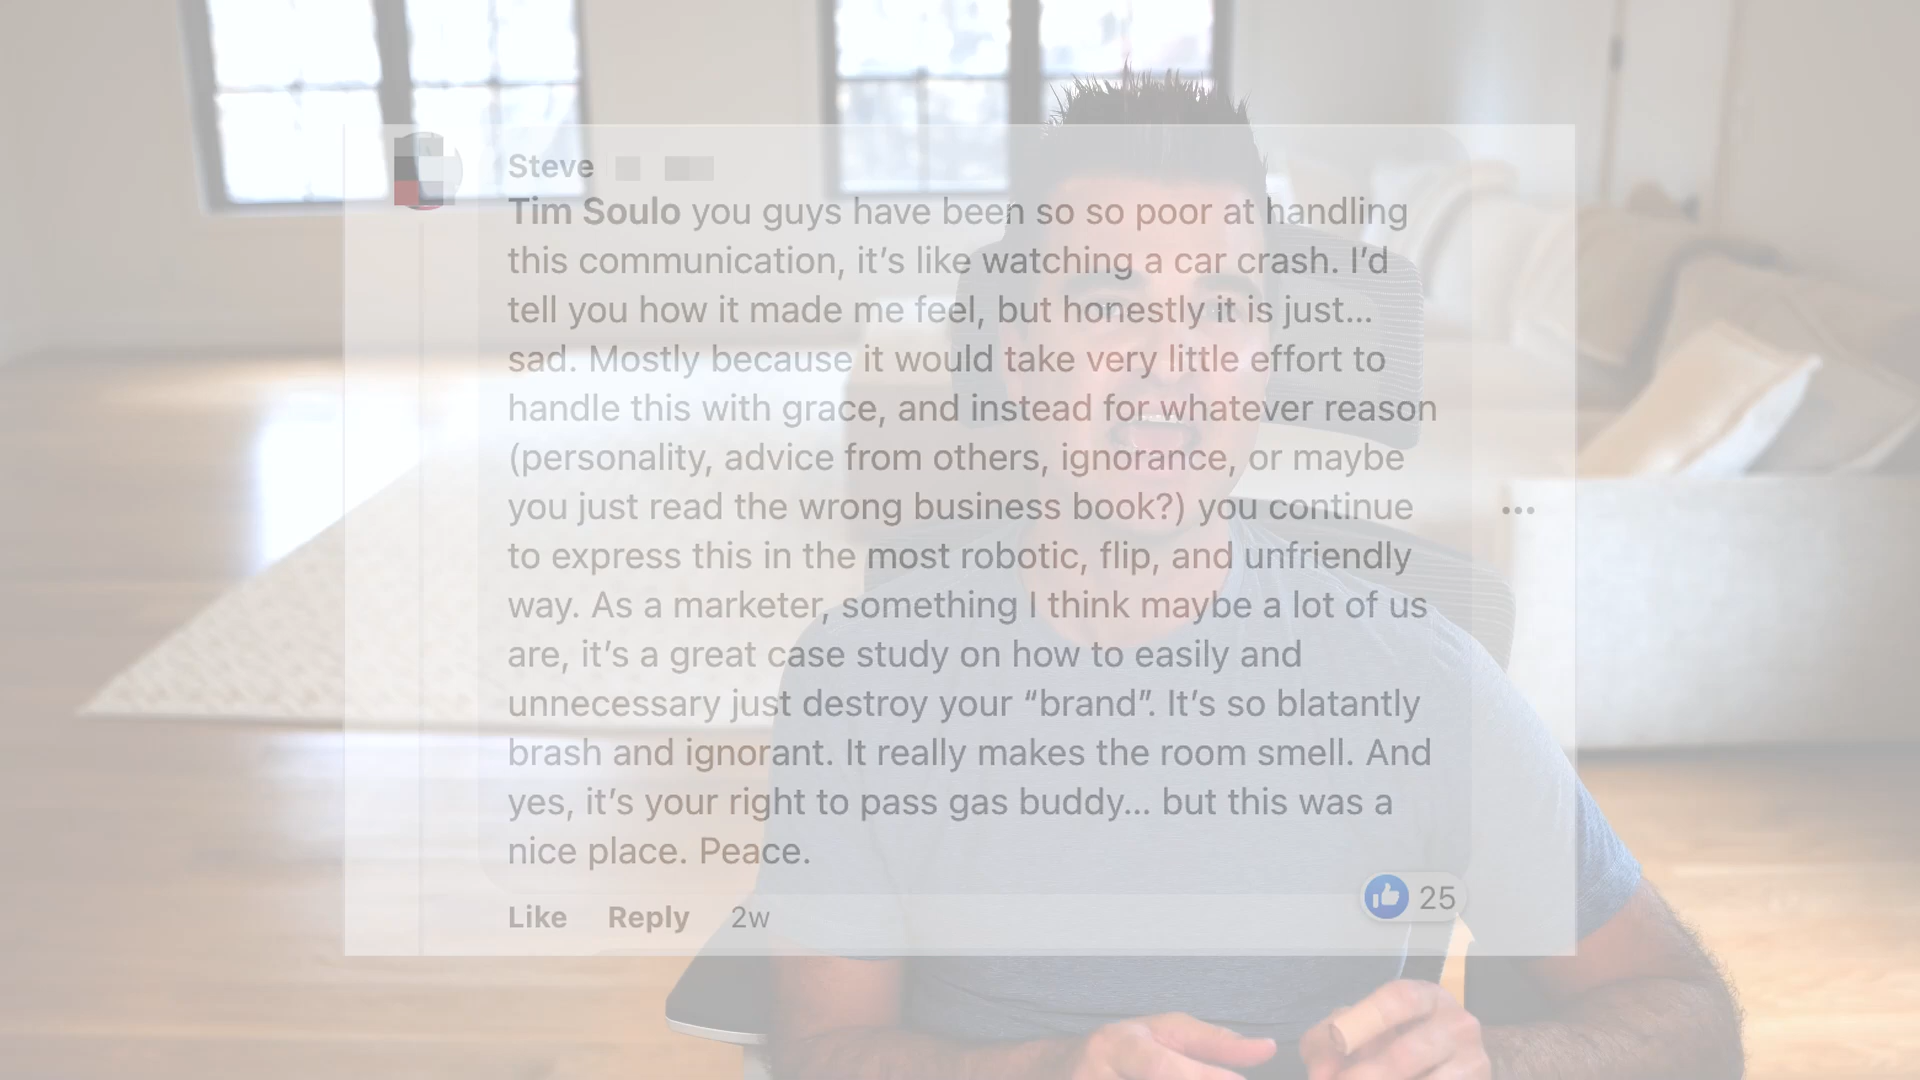 Steve
Tim Soulo you guys have been so so poor at handling
this communication, it’s like watching a car crash. I’d
tell you how it made me feel, but honestly it is just...
sad. Mostly because it would take very little effort to
handle this with grace, and instead for whatever reason
(personality, advice from others, ignorance, or maybe
you just read the wrong business book?) you continue
to express this in the most robotic, flip, and unfriendly
way. As a marketer, something I think maybe a lot of us
are, it’s a great case study on how to easily and
unnecessary just destroy your “brand”. It’s so blatantly
brash and ignorant. It really makes the room smell. And
yes, it’s your right to pass gas buddy... but this was a
nice place. Peace.
25
Like Reply 2w